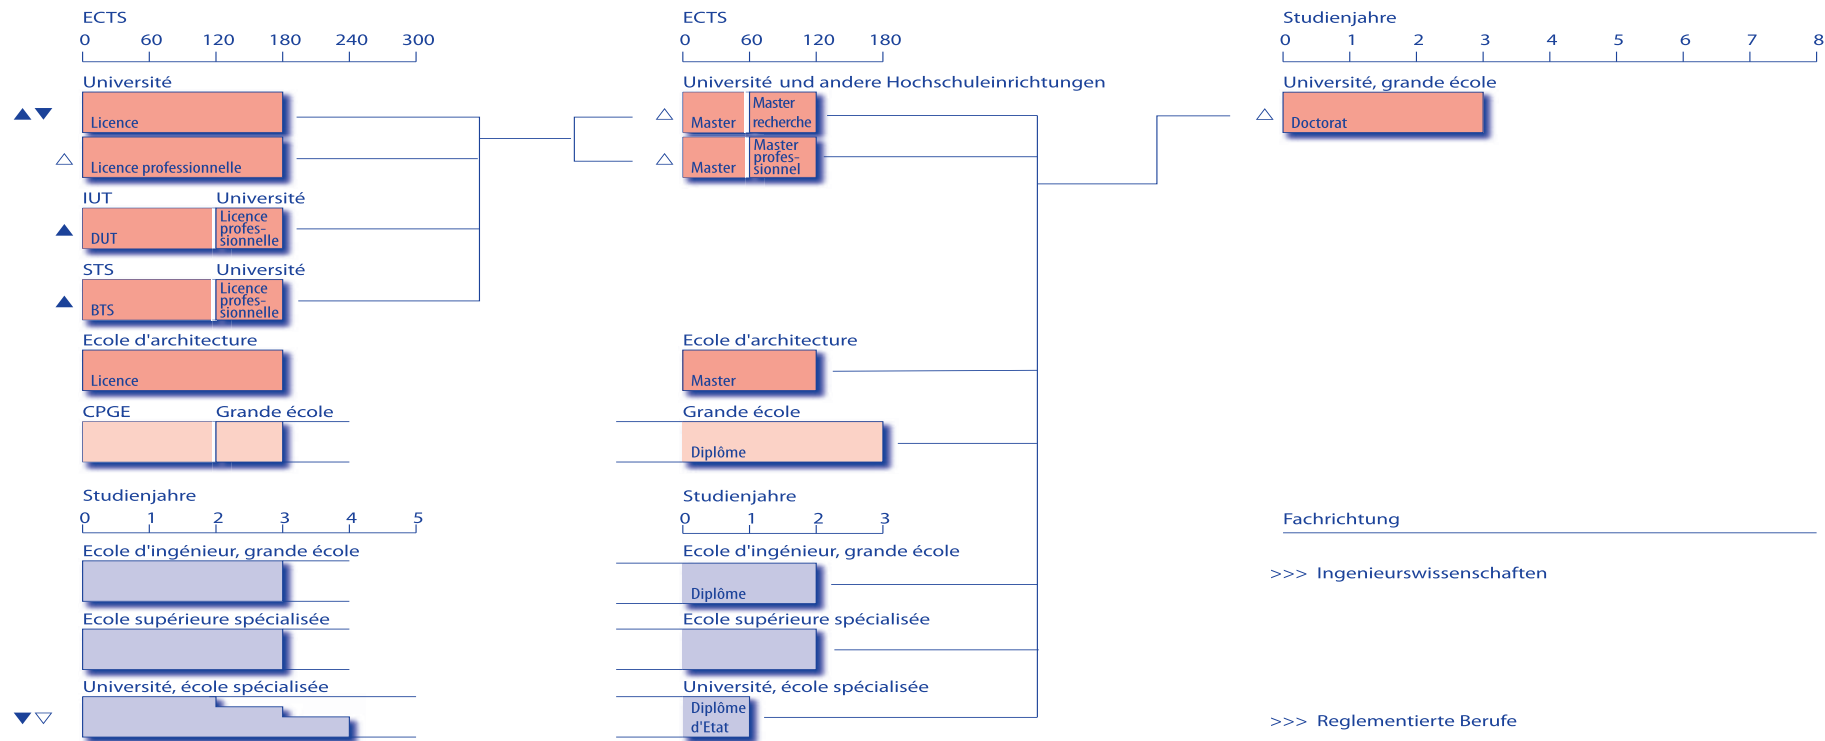 ECTS
0 60 120 180 240 300
ECTS
0 60 120 180
Studienjahre
0 1 2 3 4 5 6 7 8
Université
Licence
Licence professionnelle
Université und andere Hochschuleinrichtungen
Master
Master
recherche
Master
Master
profes-
sionnel
Université, grande école
Doctorat
IUT
Université
DUT
Licence
profes-
sionnelle
STS
Université
BTS
Licence
profes-
sionnelle
Ecole d'architecture
Licence
Ecole d'architecture
Master
CPGE
Grande école
Grande école
Diplôme
Studienjahre
0 1 2 3 4 5
Studienjahre
0 1 2 3
Fachrichtung
Ecole d'ingénieur, grande école
Ecole d'ingénieur, grande école
Diplôme
>>> Ingenieurswissenschaften
Ecole supérieure spécialisée
Ecole supérieure spécialisée
Université, école spécialisée
Université, école spécialisée
Diplôme
d'Etat
>>> Reglementierte Berufe